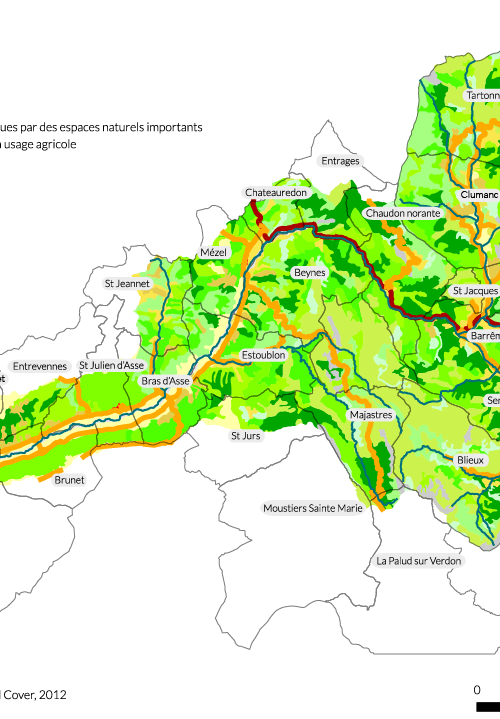 ues par des espaces naturels importants
usage agricole
Tartonn
Entrages
Chateauredon
Clumanc
Chaudon norante
Mézel
Beynes
St Jeannet
St Jacques
Barrêm
Estoublon
Entrevennes
St Julien d'Asse
Bras d'Asse
Sen
Majastres
St Jurs
Blieux
Brunet
Moustiers Sainte Marie
La Palud sur Verdon
Cover, 2012
0